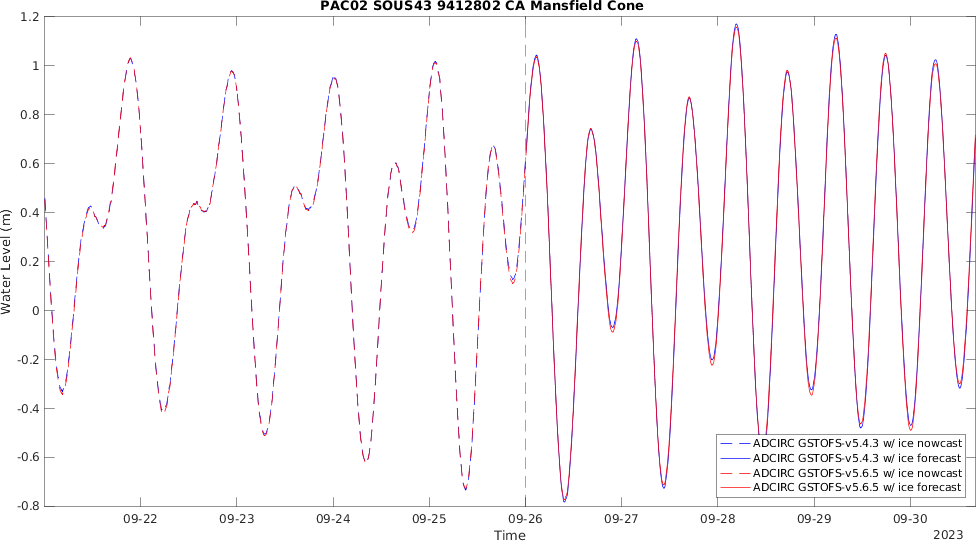 PAC02 SOUS43 9412802 CA Mansfield Cone
1.2
1
0.8
0.6
0.4
0.2
0
-0.2
-0.4
-0.6
-0.8
Water Level (m)
ADCIRC GSTOFS-v5.4.3 w/ ice nowcast
ADCIRC GSTOFS-v5.4.3 w/ ice forecast
ADCIRC GSTOFS-v5.6.5 w/ ice nowcast
ADCIRC GSTOFS-v5.6.5 w/ ice forecast
09-22 09-23 09-24 09-25 09-26 09-27 09-28 09-29 09-30
Time
2023